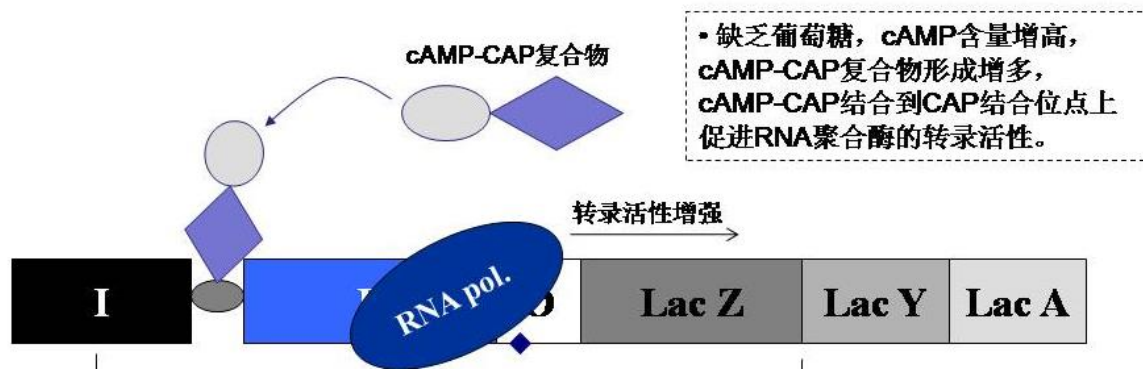 cAMP-CAP复合物
• 缺乏葡萄糖，cAMP含量增高，
cAMP-CAP复合物形成增多，
cAMP-CAP结合到CAP结合位点上
促进RNA聚合酶的转录活性。
转录活性增强
I
RNA pol.
Lac Z
Lac Y
Lac A